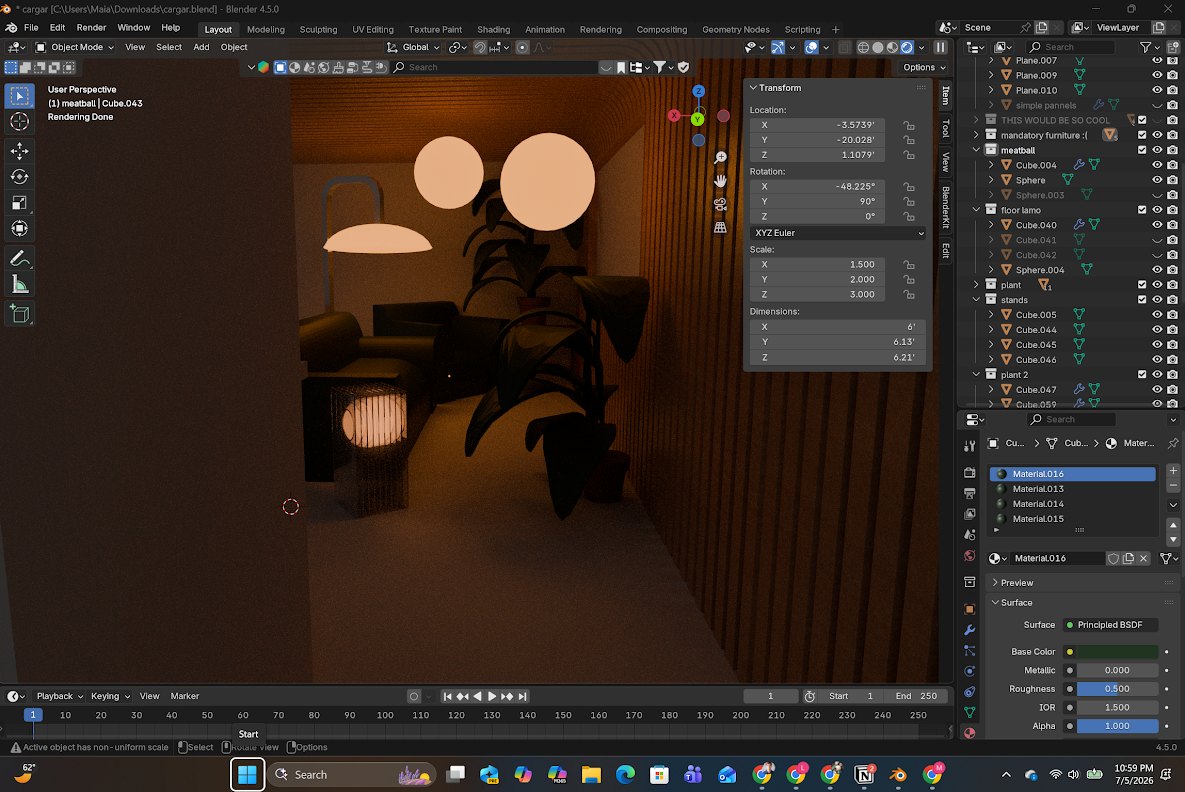 * cargar [C:\Users\Maia\Downloads\cargar.blend] - Blender 4.5.0
File Edit Render Window Help
Layout Modeling Sculpting UV Editing Texture Paint Shading Animation Rendering Compositing Geometry Nodes Scripting +
Scene
ViewLayer
Object Mode View Select Add Object
Global
Search
Search
Options
User Perspective
(1) meatball | Cube.043
Rendering Done
Z
X
Y
Transform
Location:
X -3.5739'
Y -20.028'
Z 1.1079'
Rotation:
X -48.225°
Y 90°
Z 0°
XYZ Euler
Scale:
X 1.500
Y 2.000
Z 3.000
Dimensions:
X 6'
Y 6.13'
Z 6.21'
Item
Tool
View
BlenderKit
Edit
Plane.007
Plane.009
Plane.010
simple pannels
THIS WOULD BE SO COOL
mandatory furniture :(
meatball
Cube.004
Sphere
Sphere.003
floor lamo
Cube.040
Cube.041
Cube.042
Sphere.004
plant 1
stands
Cube.005
Cube.044
Cube.045
Cube.046
plant 2
Cube.047
Cube.059
Search
Cu... > Cub... > Mater...
Material.016
Material.013
Material.014
Material.015
Material.016
Preview
Surface
Surface Principled BSDF
Base Color
Metallic 0.000
Roughness 0.500
IOR 1.500
Alpha 1.000
Playback Keying View Marker
1 Start 1 End 250
1 10 20 30 40 50 60 70 80 90 100 110 120 130 140 150 160 170 180 190 200 210 220 230 240 250
Start
Active object has non-uniform scale Select Rotate View Options
4.5.0
62°
Search
10:59 PM
7/5/2026